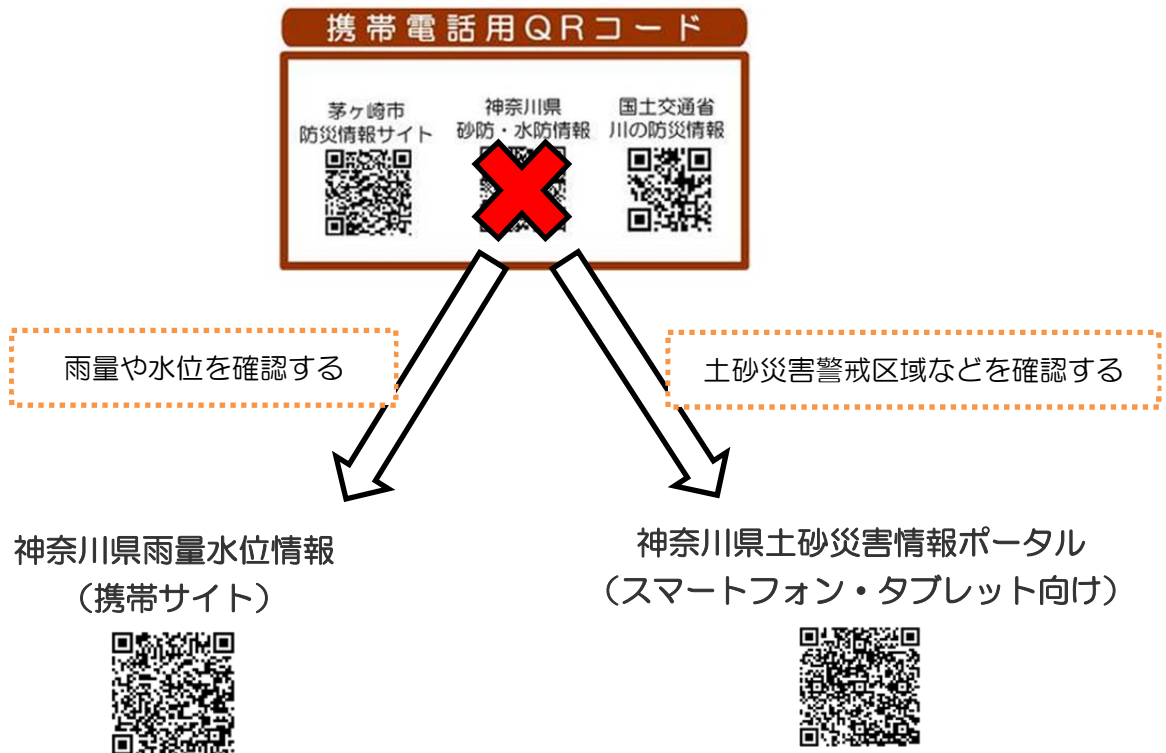 携帯電話用QRコード
茅ヶ崎市
防災情報サイト
神奈川県
砂防・水防情報
国土交通省
川の防災情報
雨量や水位を確認する
土砂災害警戒区域などを確認する
神奈川県雨量水位情報
（携帯サイト）
神奈川県土砂災害情報ポータル
（スマートフォン・タブレット向け）